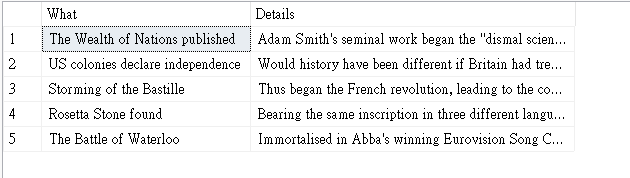 What Details
1 The Wealth of Nations published Adam Smith's seminal work began the "dismal scien...
2 US colonies declare independence Would history have been different if Britain had tre...
3 Storming of the Bastille Thus began the French revolution, leading to the co...
4 Rosetta Stone found Bearing the same inscription in three different langu...
5 The Battle of Waterloo Immortalised in Abba's winning Eurovision Song C...